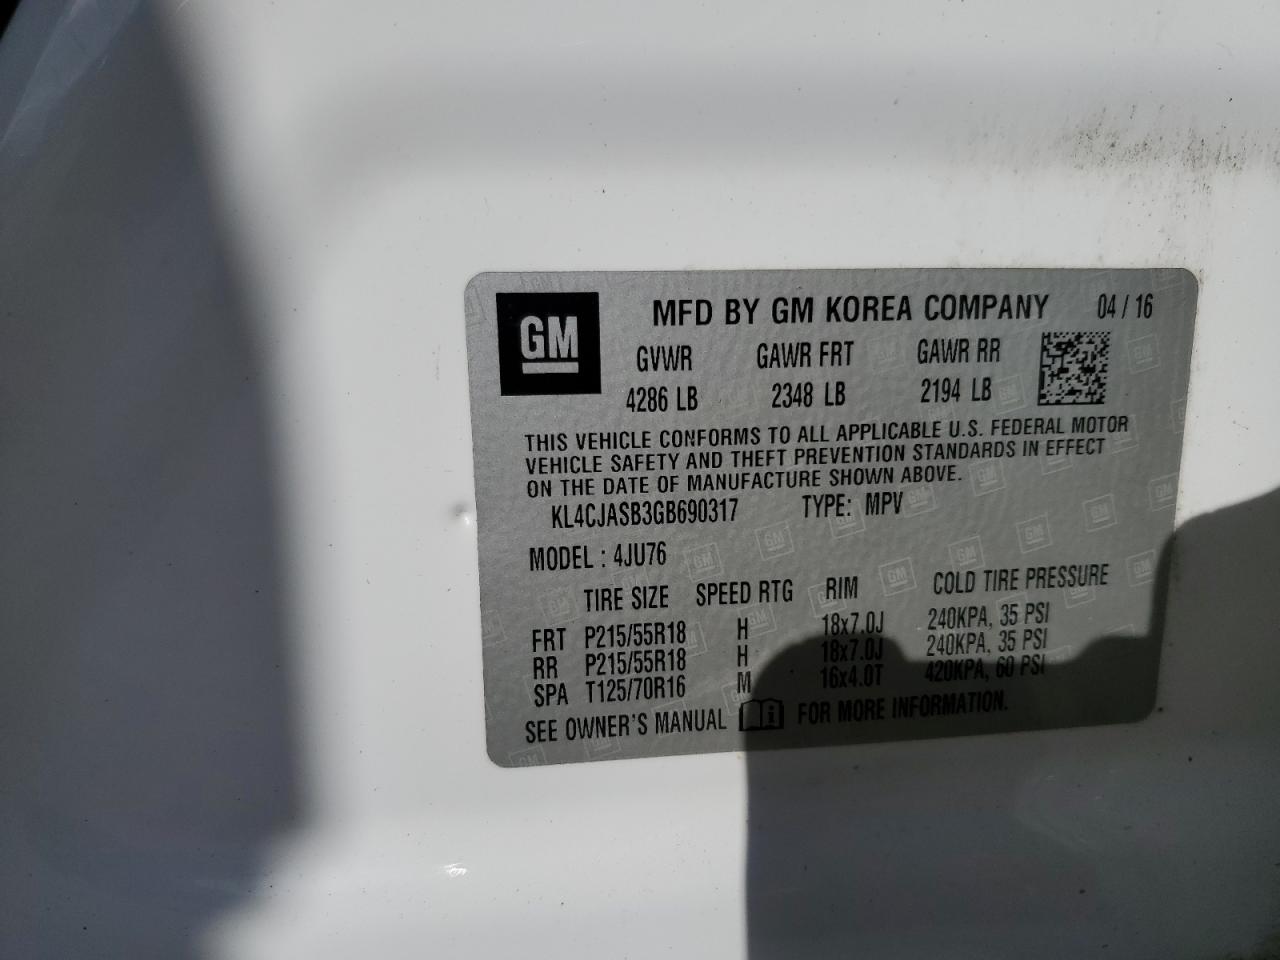 GM MFD BY GM KOREA COMPANY 04 / 16
GVWR GAWR FRT GAWR RR
4286 LB 2348 LB 2194 LB
THIS VEHICLE CONFORMS TO ALL APPLICABLE U.S. FEDERAL MOTOR
VEHICLE SAFETY AND THEFT PREVENTION STANDARDS IN EFFECT
ON THE DATE OF MANUFACTURE SHOWN ABOVE.
KL4CJASB3GB690317 TYPE: MPV
MODEL : 4JU76
TIRE SIZE SPEED RTG RIM COLD TIRE PRESSURE
FRT P215/55R18 H 18x7.0J 240KPA, 35 PSI
RR P215/55R18 H 18x7.0J 240KPA, 35 PSI
SPA T125/70R16 M 16x4.0T 420KPA, 60 PSI
SEE OWNER'S MANUAL FOR MORE INFORMATION.